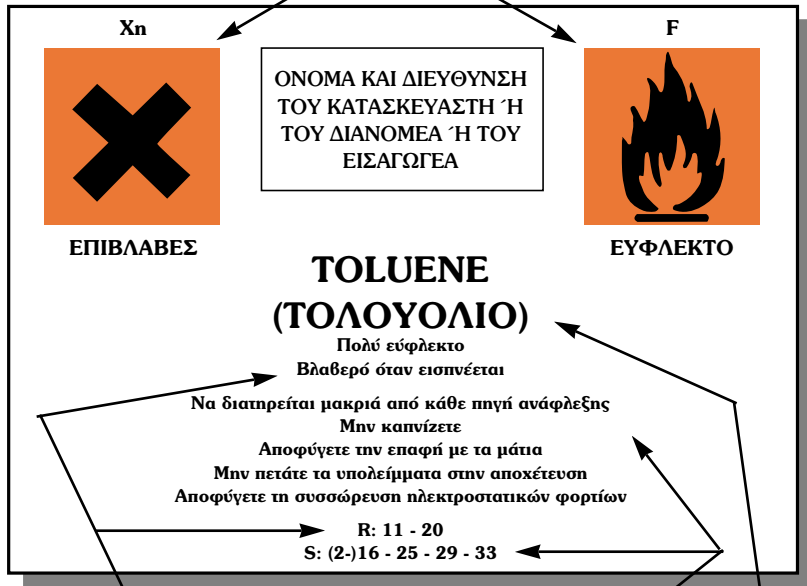 Xn
F
ΟΝΟΜΑ ΚΑΙ ΔΙΕΥΘΥΝΣΗ
ΤΟΥ ΚΑΤΑΣΚΕΥΑΣΤΗ Ή
ΤΟΥ ΔΙΑΝΟΜΕΑ Ή ΤΟΥ
ΕΙΣΑΓΩΓΕΑ
ΕΠΙΒΛΑΒΕΣ
ΕΥΦΛΕΚΤΟ
TOLUENE
(ΤΟΛΟΥΟΛΙΟ)
Πολύ εύφλεκτο
Βλαβερό όταν εισπνέεται
Να διατηρείται μακριά από κάθε πηγή ανάφλεξης
Μην καπνίζετε
Αποφύγετε την επαφή με τα μάτια
Μην πετάτε τα υπολείμματα στην αποχέτευση
Αποφύγετε τη συσσώρευση ηλεκτροστατικών φορτίων
R: 11 - 20
S: (2-)16 - 25 - 29 - 33